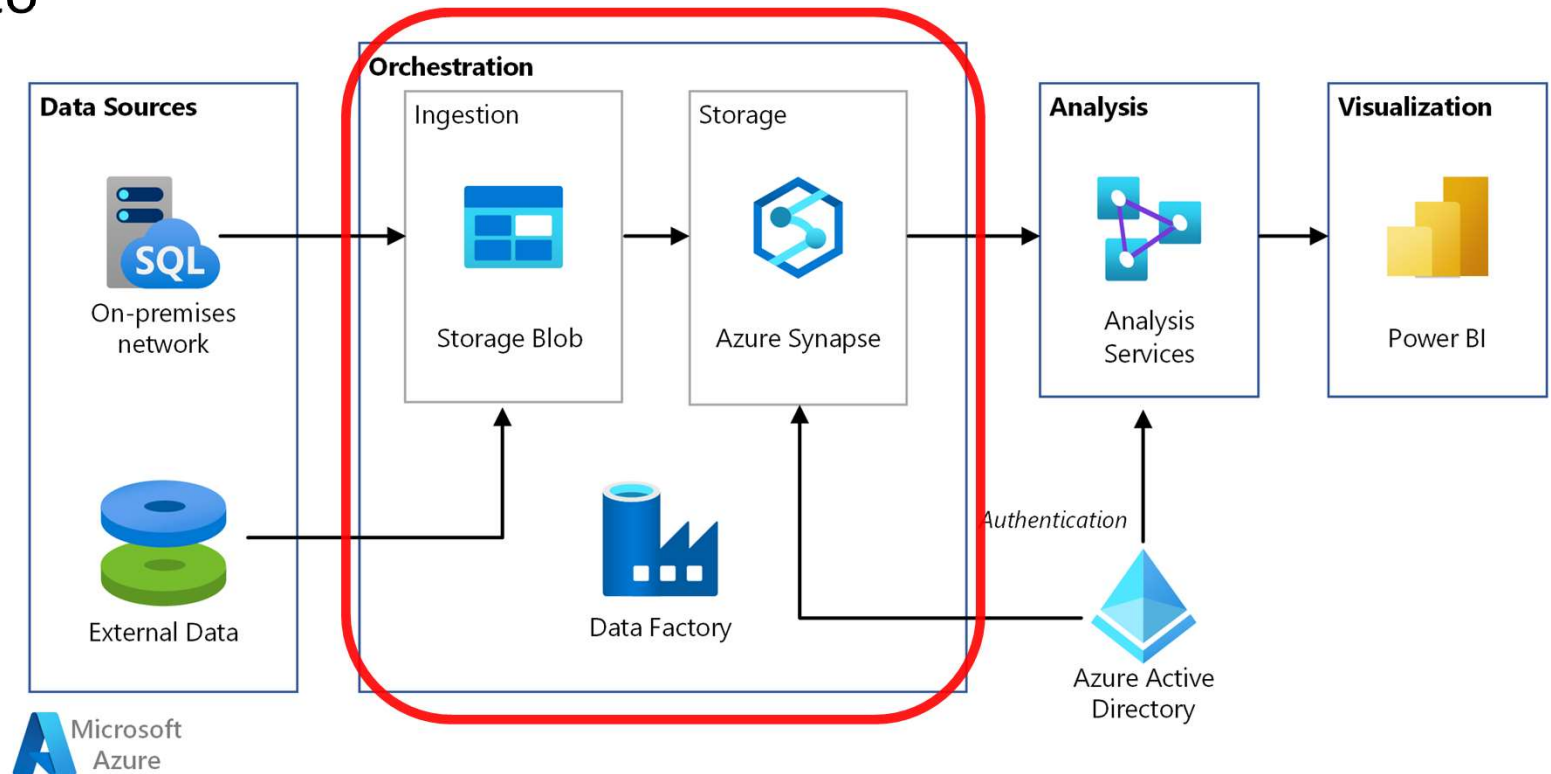 Data Sources
SQL
On-premises
network
External Data
Orchestration
Ingestion
Storage Blob
Storage
Azure Synapse
Data Factory
Analysis
Analysis
Services
Visualization
Power BI
Authentication
Azure Active
Directory
Microsoft
Azure